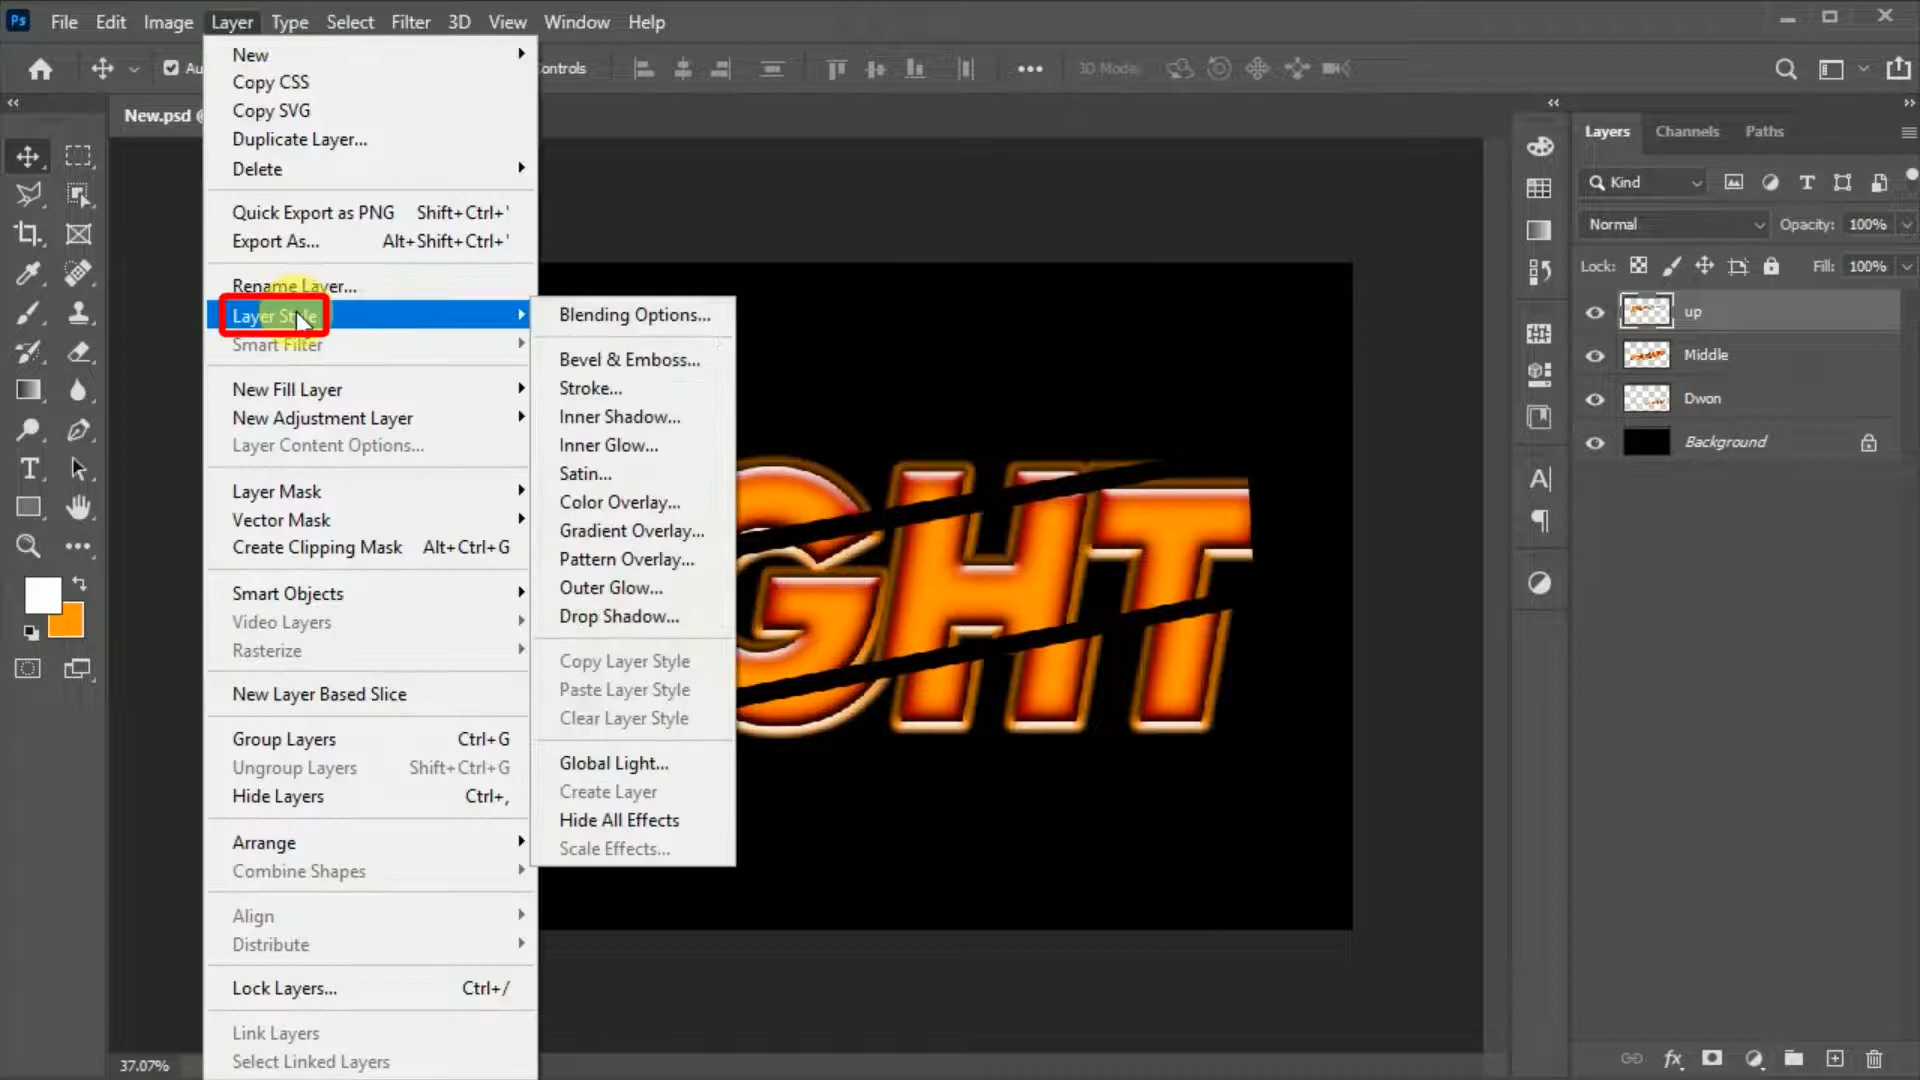 Ps File Edit Image Layer Type Select Filter 3D View Window Help
Au
ontrols
3D Mode
New.psd @
New
Copy CSS
Copy SVG
Duplicate Layer...
Delete
Quick Export as PNG Shift+Ctrl+'
Export As... Alt+Shift+Ctrl+'
Rename Layer...
Layer Style
Smart Filter
New Fill Layer
New Adjustment Layer
Layer Content Options...
Layer Mask
Vector Mask
Create Clipping Mask Alt+Ctrl+G
Smart Objects
Video Layers
Rasterize
New Layer Based Slice
Group Layers Ctrl+G
Ungroup Layers Shift+Ctrl+G
Hide Layers Ctrl+,
Arrange
Combine Shapes
Align
Distribute
Lock Layers... Ctrl+/
Link Layers
Select Linked Layers
Blending Options...
Bevel & Emboss...
Stroke...
Inner Shadow...
Inner Glow...
Satin...
Color Overlay...
Gradient Overlay...
Pattern Overlay...
Outer Glow...
Drop Shadow...
Copy Layer Style
Paste Layer Style
Clear Layer Style
Global Light...
Create Layer
Hide All Effects
Scale Effects...
GHT
Layers Channels Paths
Kind
Normal Opacity: 100%
Lock: Fill: 100%
up
Middle
Dwon
Background
fx
37.07%